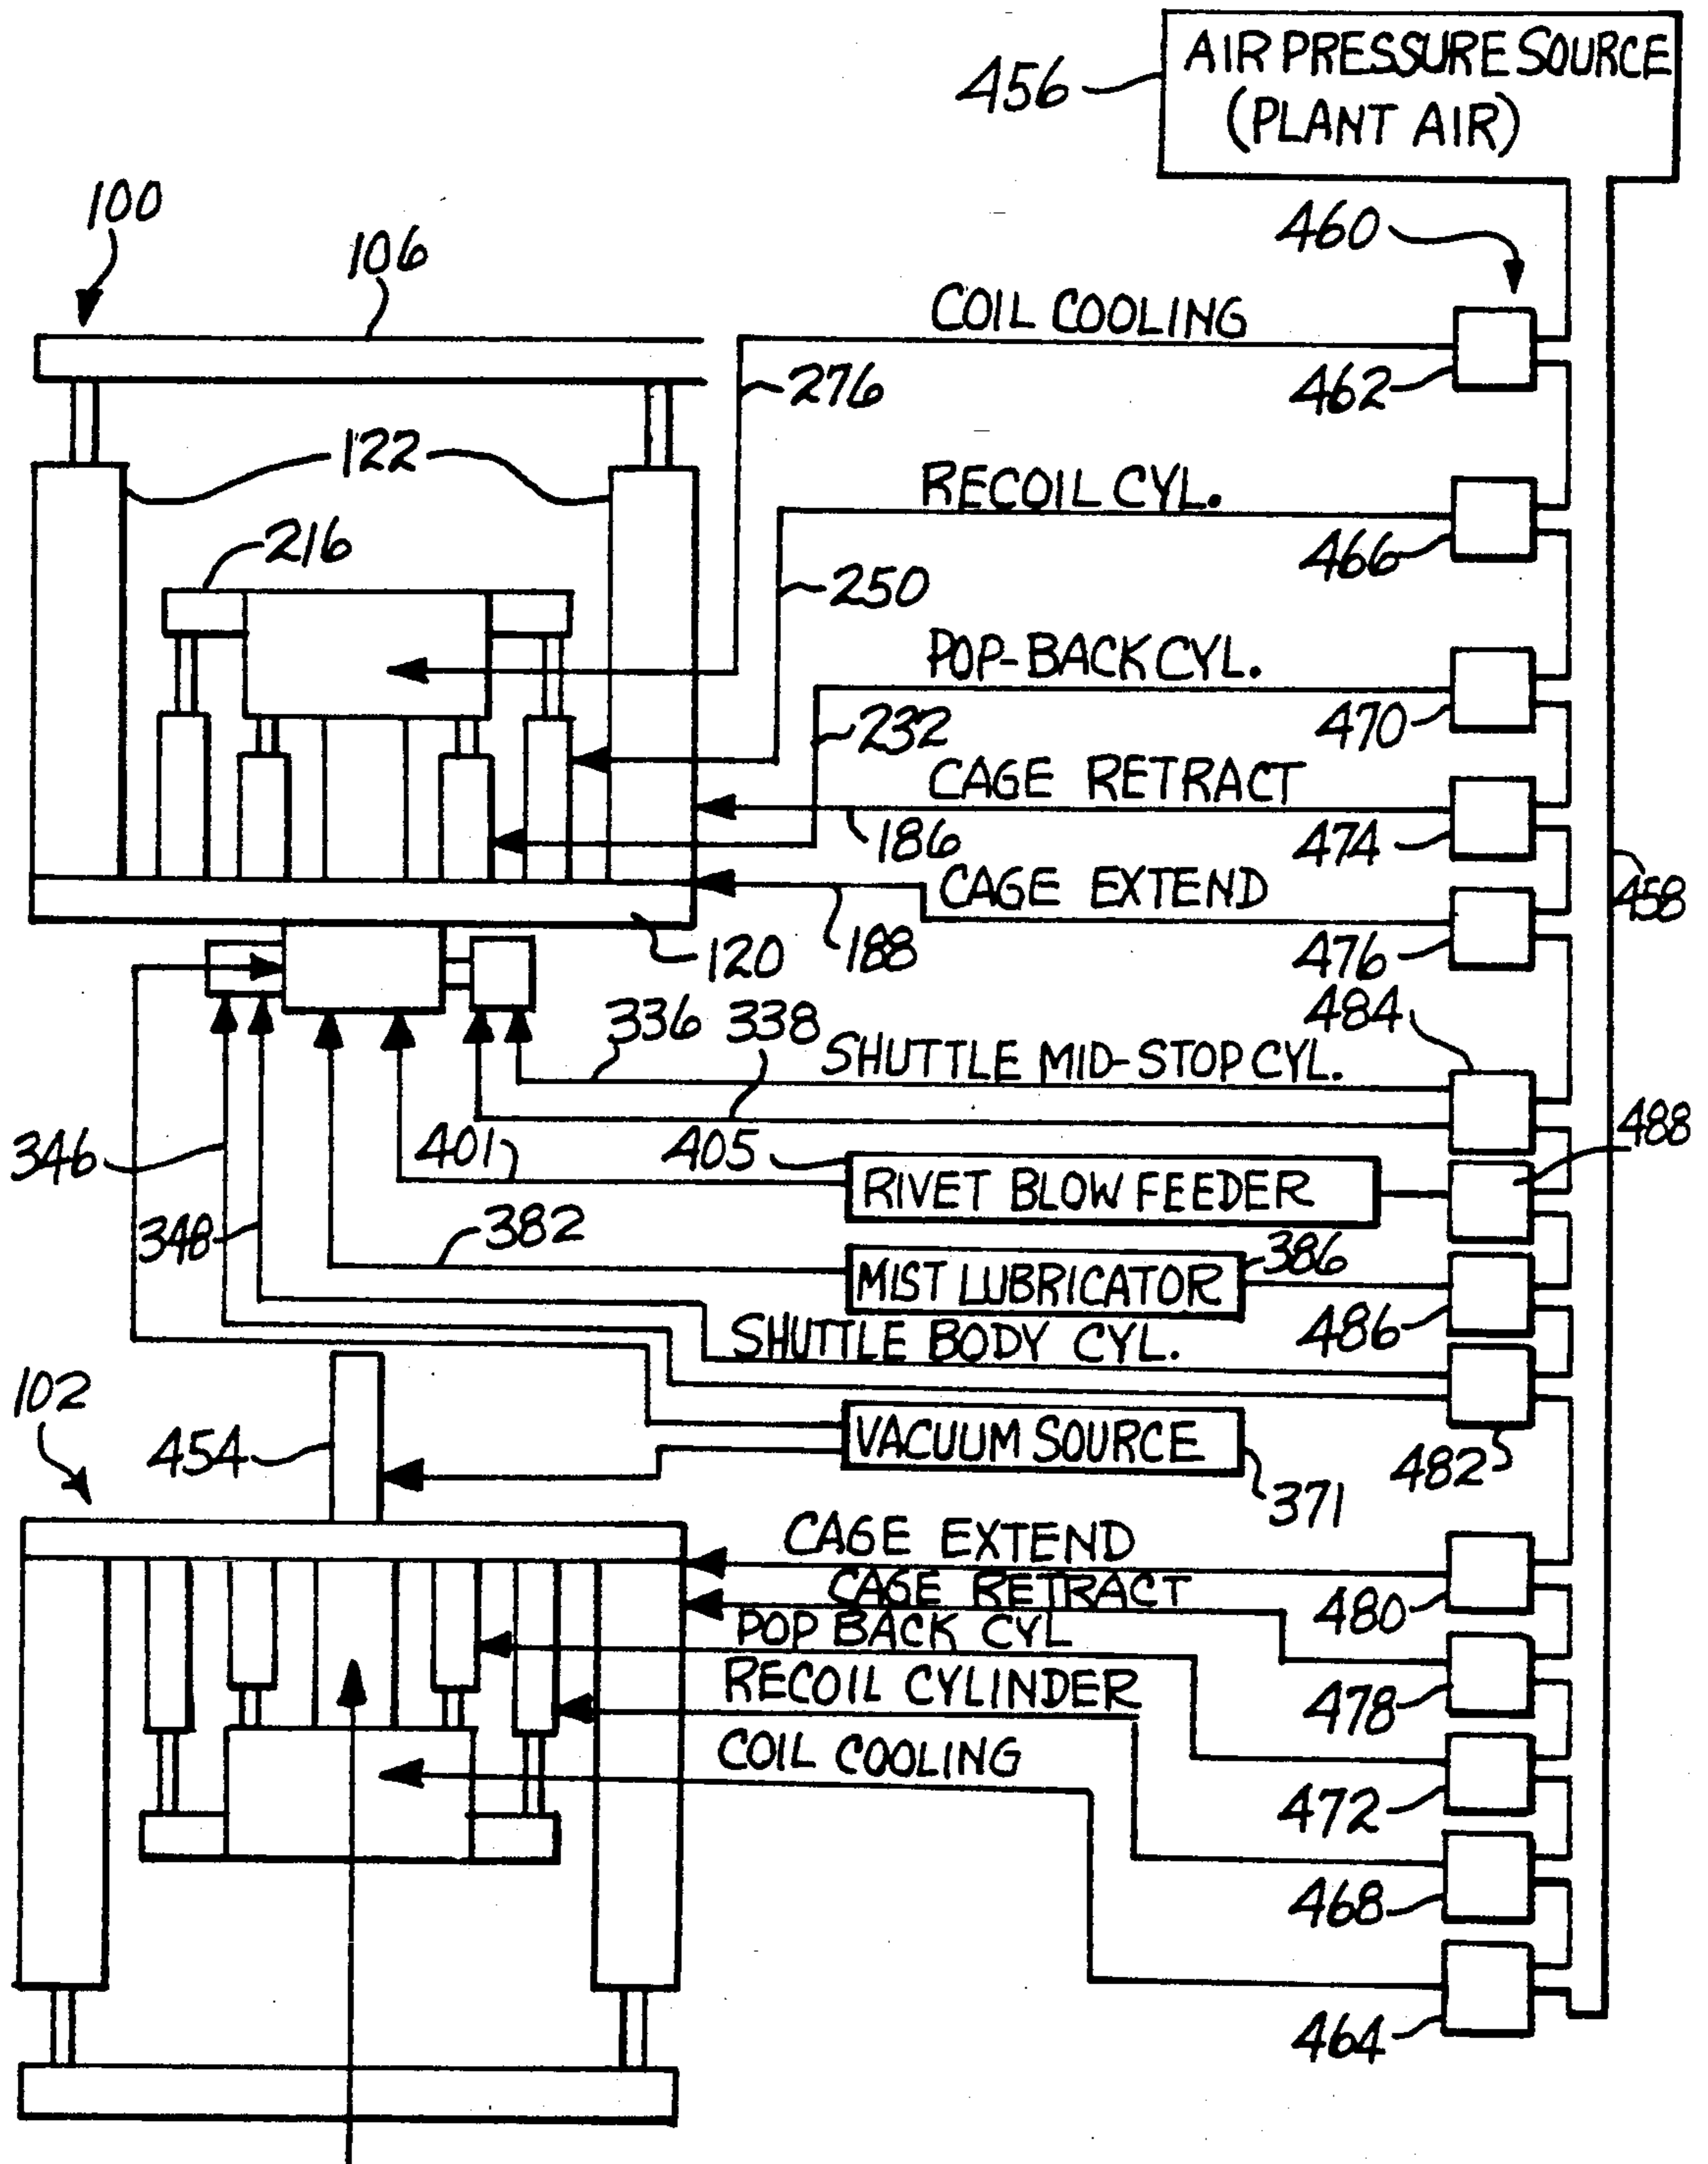 AIR PRESSURE SOURCE
(PLANT AIR)
456
100
106
460
COIL COOLING
276
462
122
RECOIL CYL.
466
216
250
POP-BACK CYL.
470
232
CAGE RETRACT
186
474
458
CAGE EXTEND
120
188
476
484
336 338
SHUTTLE MID-STOP CYL.
488
346
401
405
RIVET BLOW FEEDER
348
382
386
MIST LUBRICATOR
486
SHUTTLE BODY CYL.
102
454
VACUUM SOURCE
482
371
CAGE EXTEND
CAGE RETRACT
480
POP BACK CYL
RECOIL CYLINDER
478
COIL COOLING
472
468
464